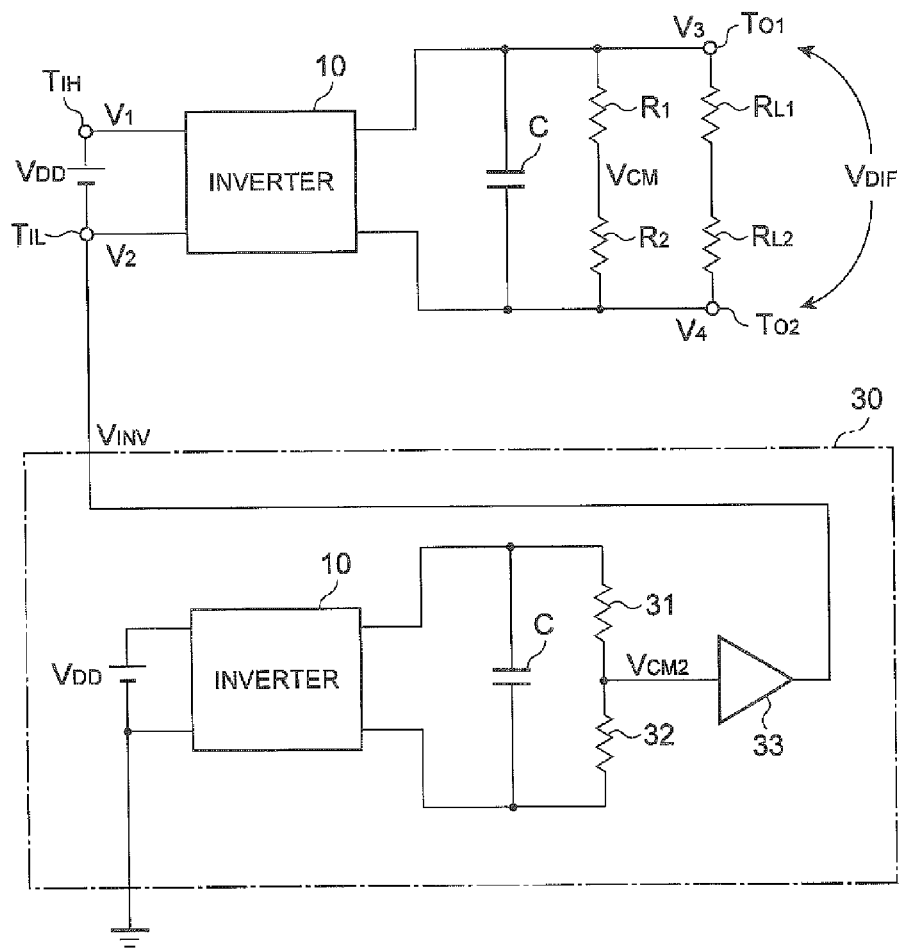 V3 TO1
10
TIH
V1
R1 RL1
C
VDD INVERTER VCM VDIF
TIL
V2 R2 RL2
V4 TO2
VINV 30
10
31
C
VDD INVERTER VCM2
32
33